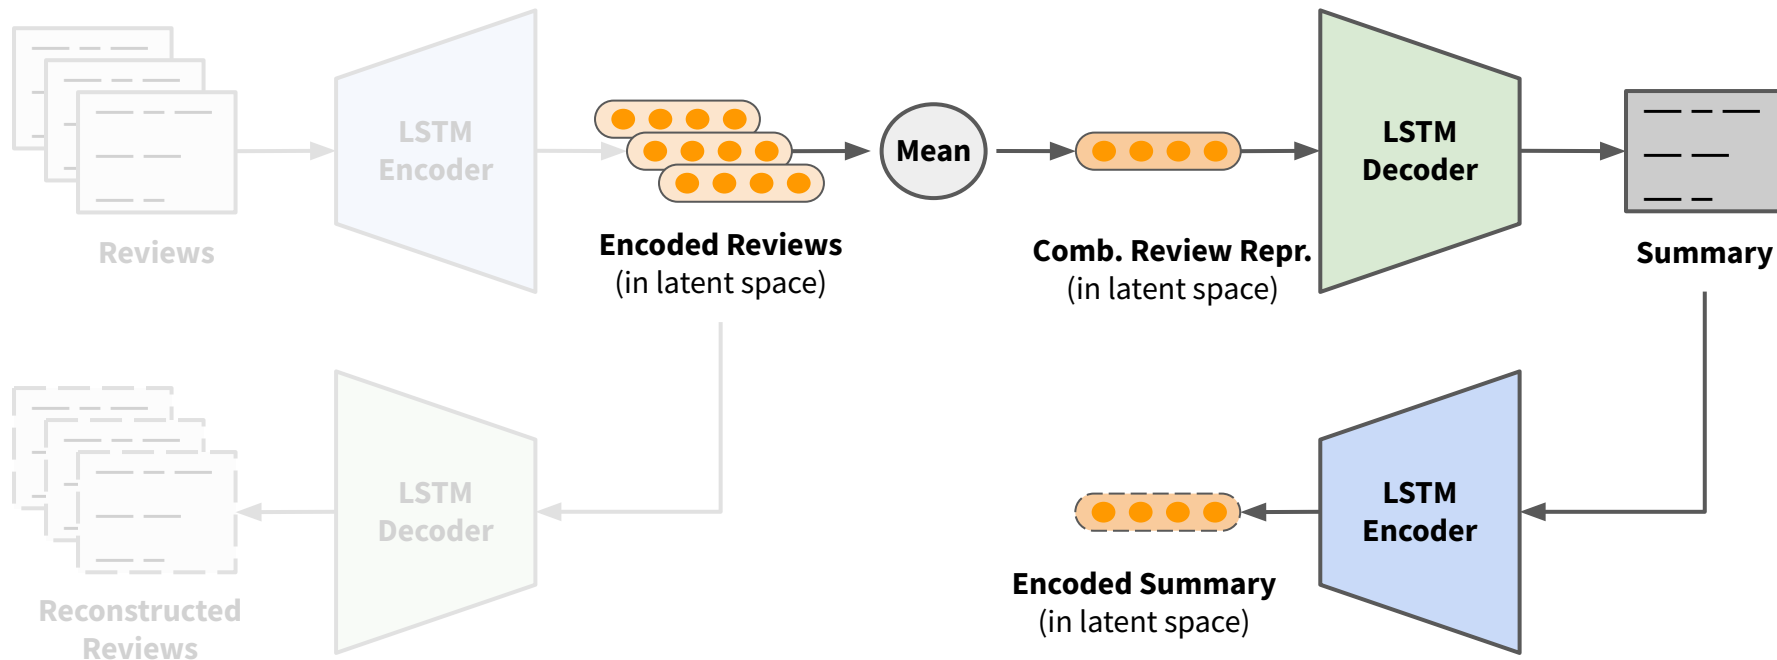 LSTM
Encoder
Mean
LSTM
Decoder
Reviews
Encoded Reviews
(in latent space)
Comb. Review Repr.
(in latent space)
Summary
LSTM
Decoder
LSTM
Encoder
Reconstructed
Reviews
Encoded Summary
(in latent space)